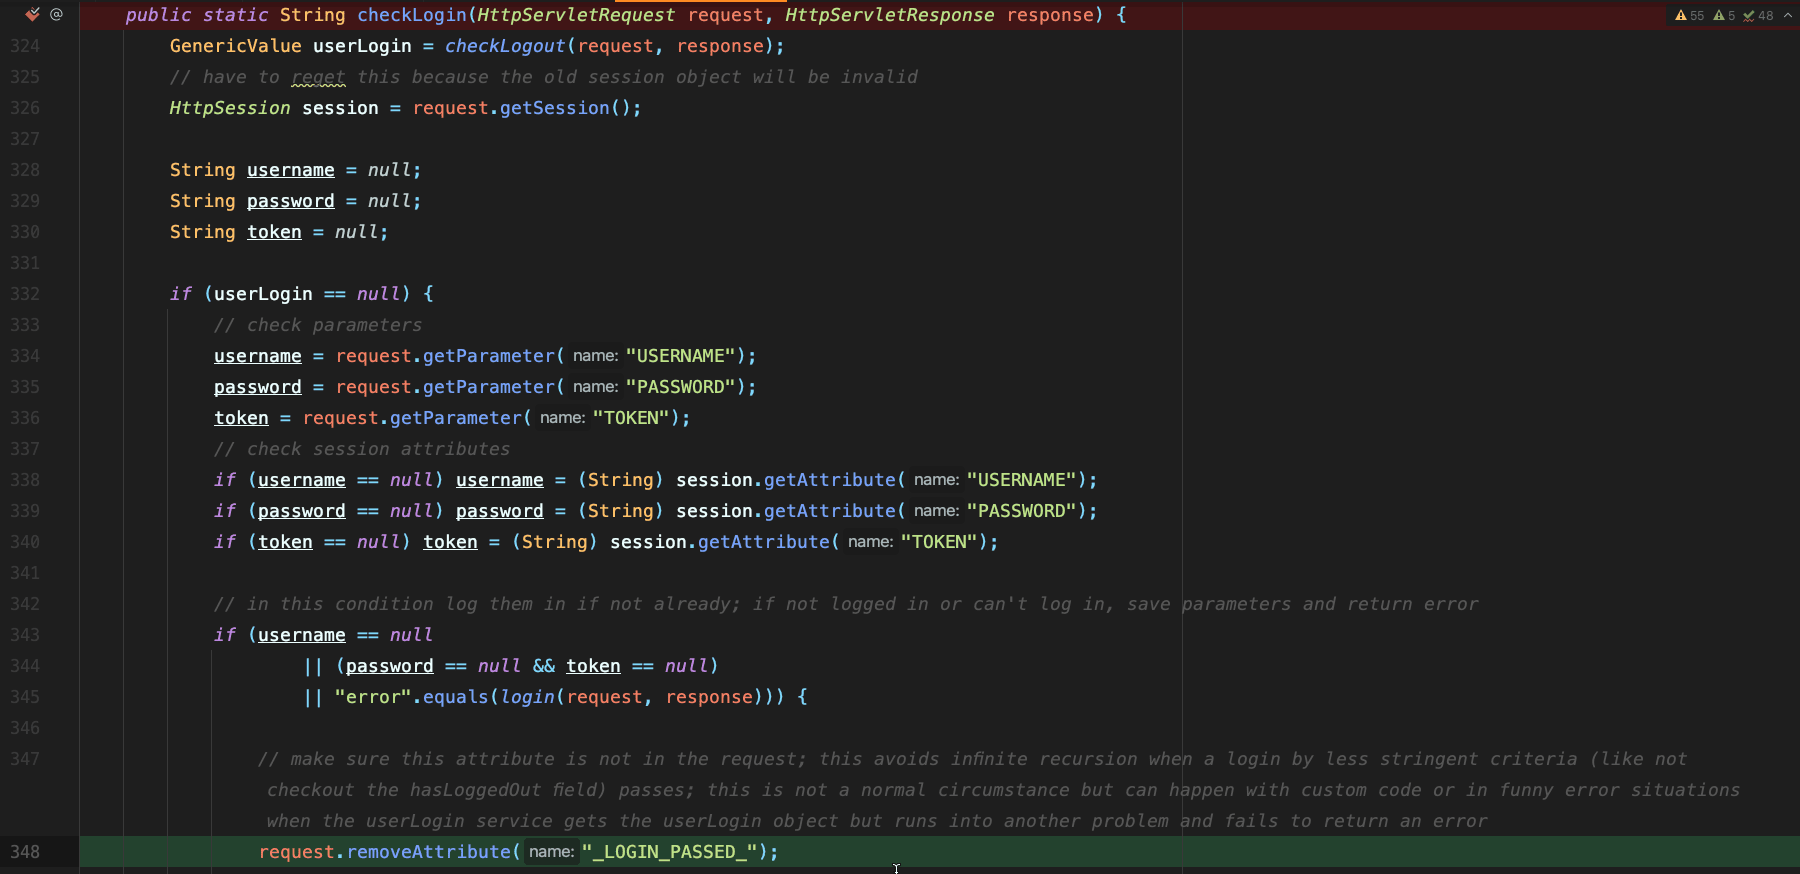 public static String checkLogin(HttpServletRequest request, HttpServletResponse response) {
55 5 48
324 GenericValue userLogin = checkLogout(request, response);
325 // have to reget this because the old session object will be invalid
326 HttpSession session = request.getSession();
327
328 String username = null;
329 String password = null;
330 String token = null;
331
332 if (userLogin == null) {
333 // check parameters
334 username = request.getParameter( name: "USERNAME");
335 password = request.getParameter( name: "PASSWORD");
336 token = request.getParameter( name: "TOKEN");
337 // check session attributes
338 if (username == null) username = (String) session.getAttribute( name: "USERNAME");
339 if (password == null) password = (String) session.getAttribute( name: "PASSWORD");
340 if (token == null) token = (String) session.getAttribute( name: "TOKEN");
341
342 // in this condition log them in if not already; if not logged in or can't log in, save parameters and return error
343 if (username == null
344 || (password == null && token == null)
345 || "error".equals(login(request, response))) {
346
347 // make sure this attribute is not in the request; this avoids infinite recursion when a login by less stringent criteria (like not
checkout the hasLoggedOut field) passes; this is not a normal circumstance but can happen with custom code or in funny error situations
when the userLogin service gets the userLogin object but runs into another problem and fails to return an error
348 request.removeAttribute( name: "_LOGIN_PASSED_");